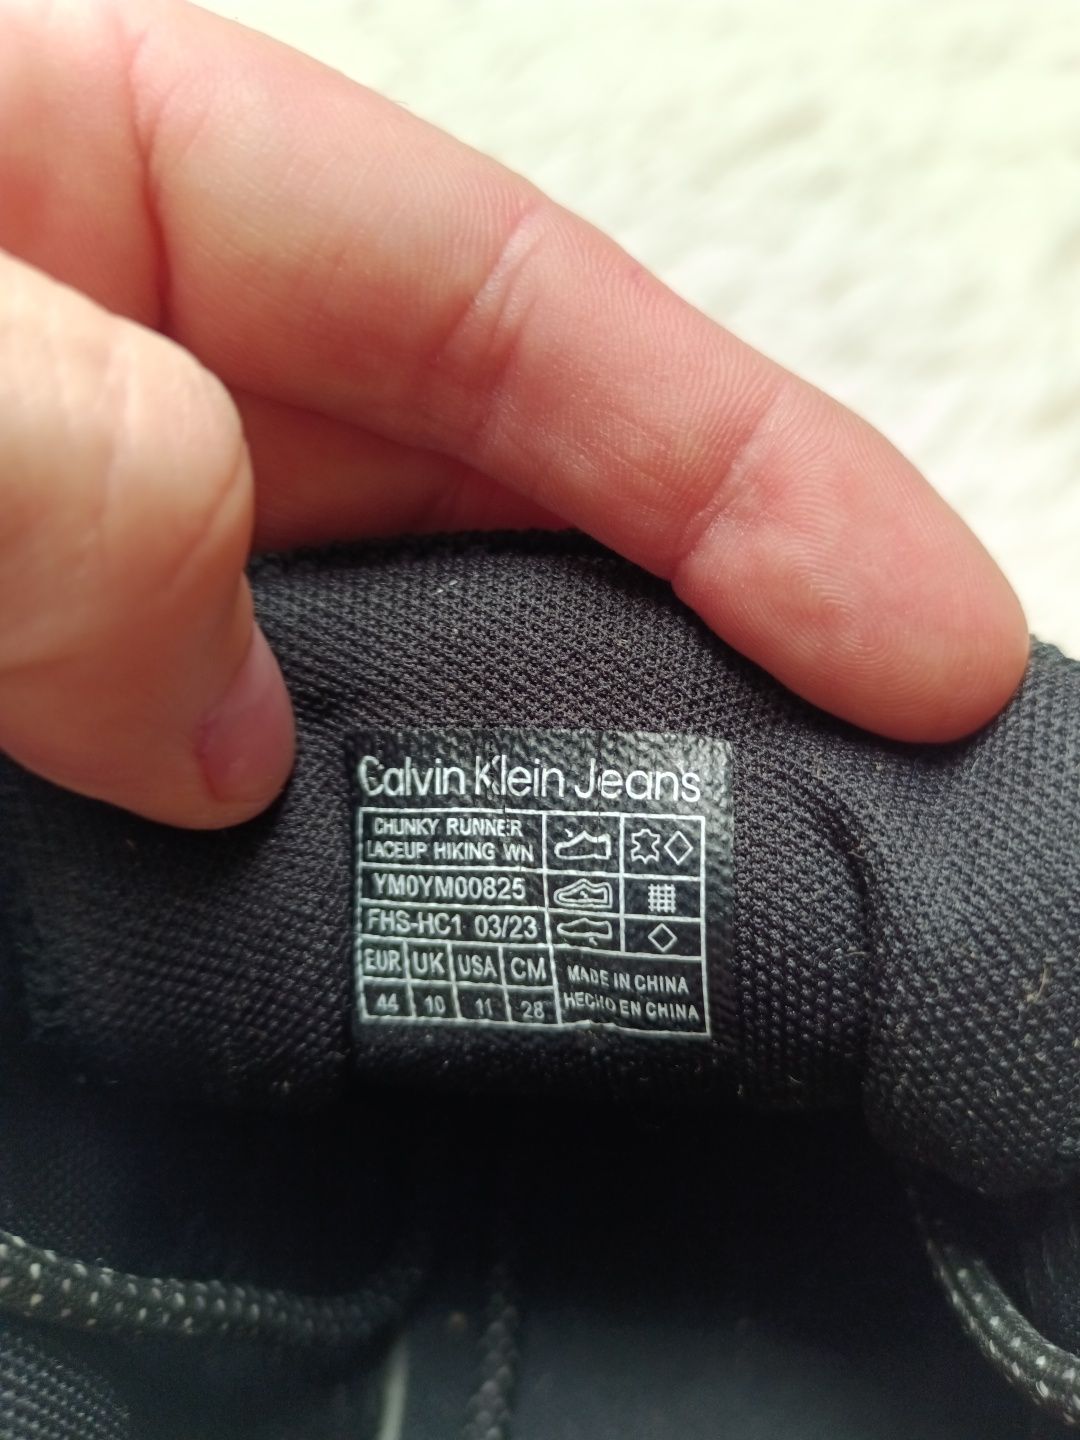 Calvin Klein Jeans
CHUNKY RUNNER
LACEUP HIKING WN
YM0YM00825
FHS-HC1 03/23
EUR UK USA CM
44 10 11 28
MADE IN CHINA
HECHO EN CHINA